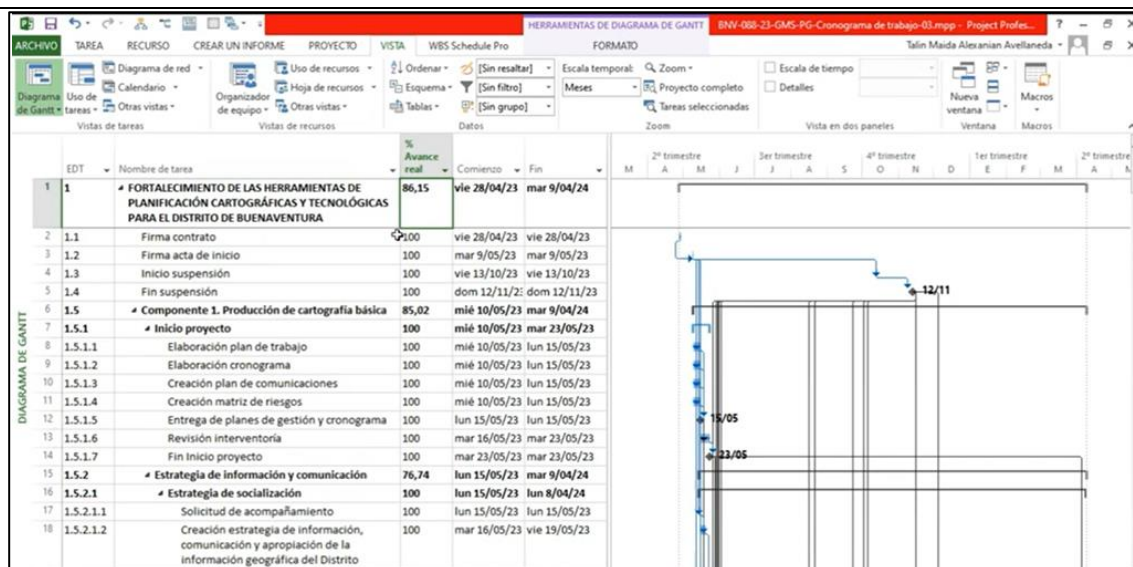 HERRAMIENTAS DE DIAGRAMA DE GANTT BNV-088-23-GMS-PG-Cronograma de trabajo-03.mpp - Project Profes...
ARCHIVO TAREA RECURSO CREAR UN INFORME PROYECTO VISTA WBS Schedule Pro FORMATO Talin Maida Alexanian Avellaneda
Diagrama de Gantt
Uso de tareas
Diagrama de red
Calendario
Otras vistas
Vistas de tareas
Organizador de equipo
Uso de recursos
Hoja de recursos
Otras vistas
Vistas de recursos
Ordenar
Esquema
Tablas
[Sin resaltar]
[Sin filtro]
[Sin grupo]
Datos
Escala temporal:
Meses
Zoom
Proyecto completo
Tareas seleccionadas
Zoom
Escala de tiempo
Detalles
Vista en dos paneles
Nueva ventana
Ventana
Macros
Macros
EDT Nombre de tarea % Avance real Comienzo Fin
2º trimestre 3er trimestre 4º trimestre 1er trimestre 2º trimestre
M A M J J A S O N D E F M A M
1 1 FORTALECIMIENTO DE LAS HERRAMIENTAS DE 86,15 vie 28/04/23 mar 9/04/24
PLANIFICACIÓN CARTOGRÁFICAS Y TECNOLÓGICAS
PARA EL DISTRITO DE BUENAVENTURA
2 1.1 Firma contrato 100 vie 28/04/23 vie 28/04/23
3 1.2 Firma acta de inicio 100 mar 9/05/23 mar 9/05/23
4 1.3 Inicio suspensión 100 vie 13/10/23 vie 13/10/23
5 1.4 Fin suspensión 100 dom 12/11/23 dom 12/11/23 12/11
6 1.5 Componente 1. Producción de cartografía básica 85,02 mié 10/05/23 mar 9/04/24
7 1.5.1 Inicio proyecto 100 mié 10/05/23 mar 23/05/23
8 1.5.1.1 Elaboración plan de trabajo 100 mié 10/05/23 lun 15/05/23
9 1.5.1.2 Elaboración cronograma 100 mié 10/05/23 lun 15/05/23
10 1.5.1.3 Creación plan de comunicaciones 100 mié 10/05/23 lun 15/05/23
11 1.5.1.4 Creación matriz de riesgos 100 mié 10/05/23 lun 15/05/23
12 1.5.1.5 Entrega de planes de gestión y cronograma 100 lun 15/05/23 lun 15/05/23 15/05
13 1.5.1.6 Revisión interventoría 100 mar 16/05/23 mar 23/05/23
14 1.5.1.7 Fin Inicio proyecto 100 mar 23/05/23 mar 23/05/23 23/05
15 1.5.2 Estrategia de información y comunicación 76,74 lun 15/05/23 mar 9/04/24
16 1.5.2.1 Estrategia de socialización 100 lun 15/05/23 lun 8/04/24
17 1.5.2.1.1 Solicitud de acompañamiento 100 lun 15/05/23 lun 15/05/23
18 1.5.2.1.2 Creación estrategia de información, 100 mar 16/05/23 vie 19/05/23
comunicación y apropiación de la
información geográfica del Distrito
DIAGRAMA DE GANTT